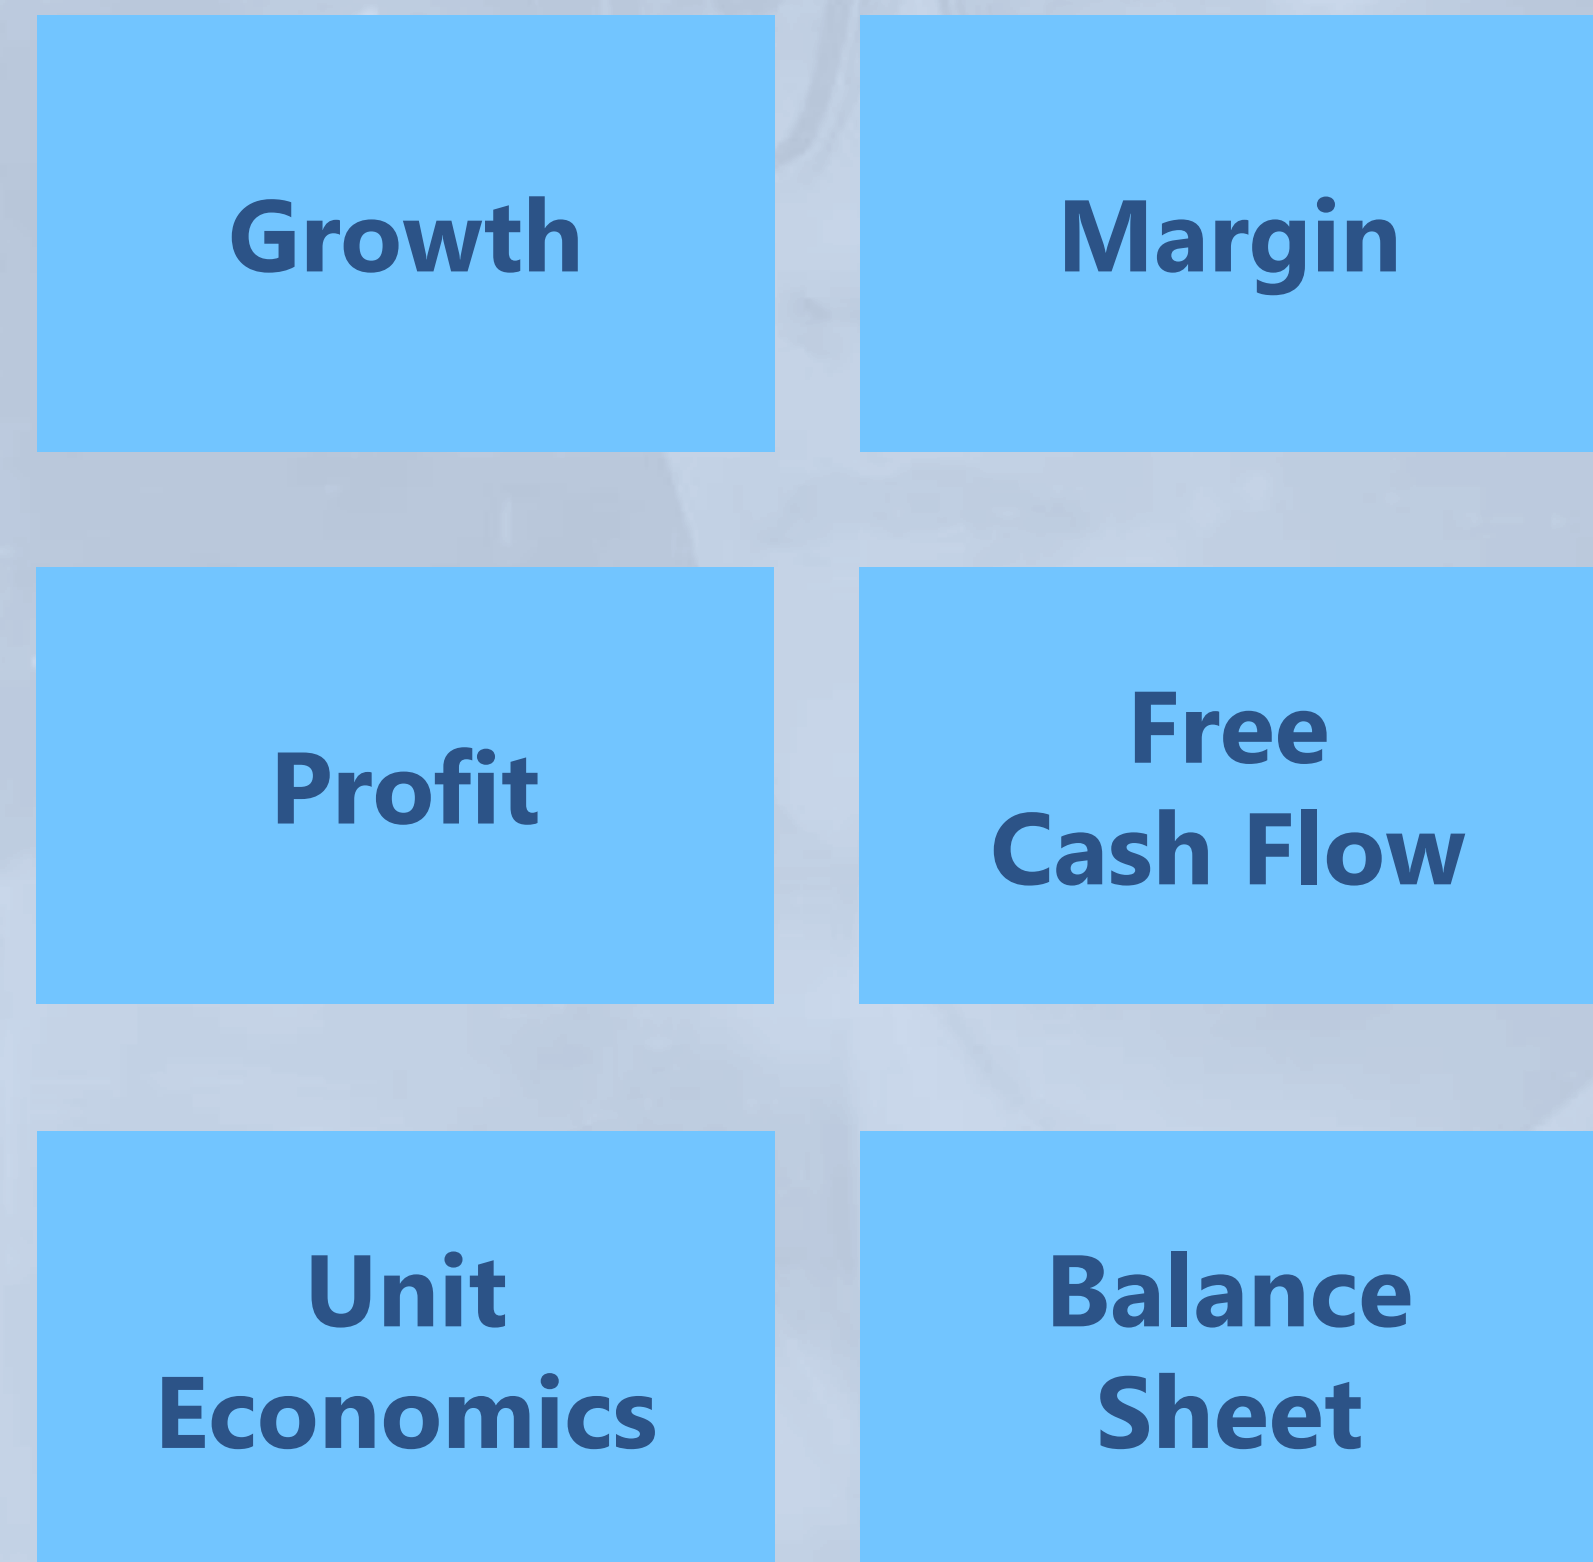 Growth
Margin
Profit
Free
Cash Flow
Unit
Economics
Balance
Sheet